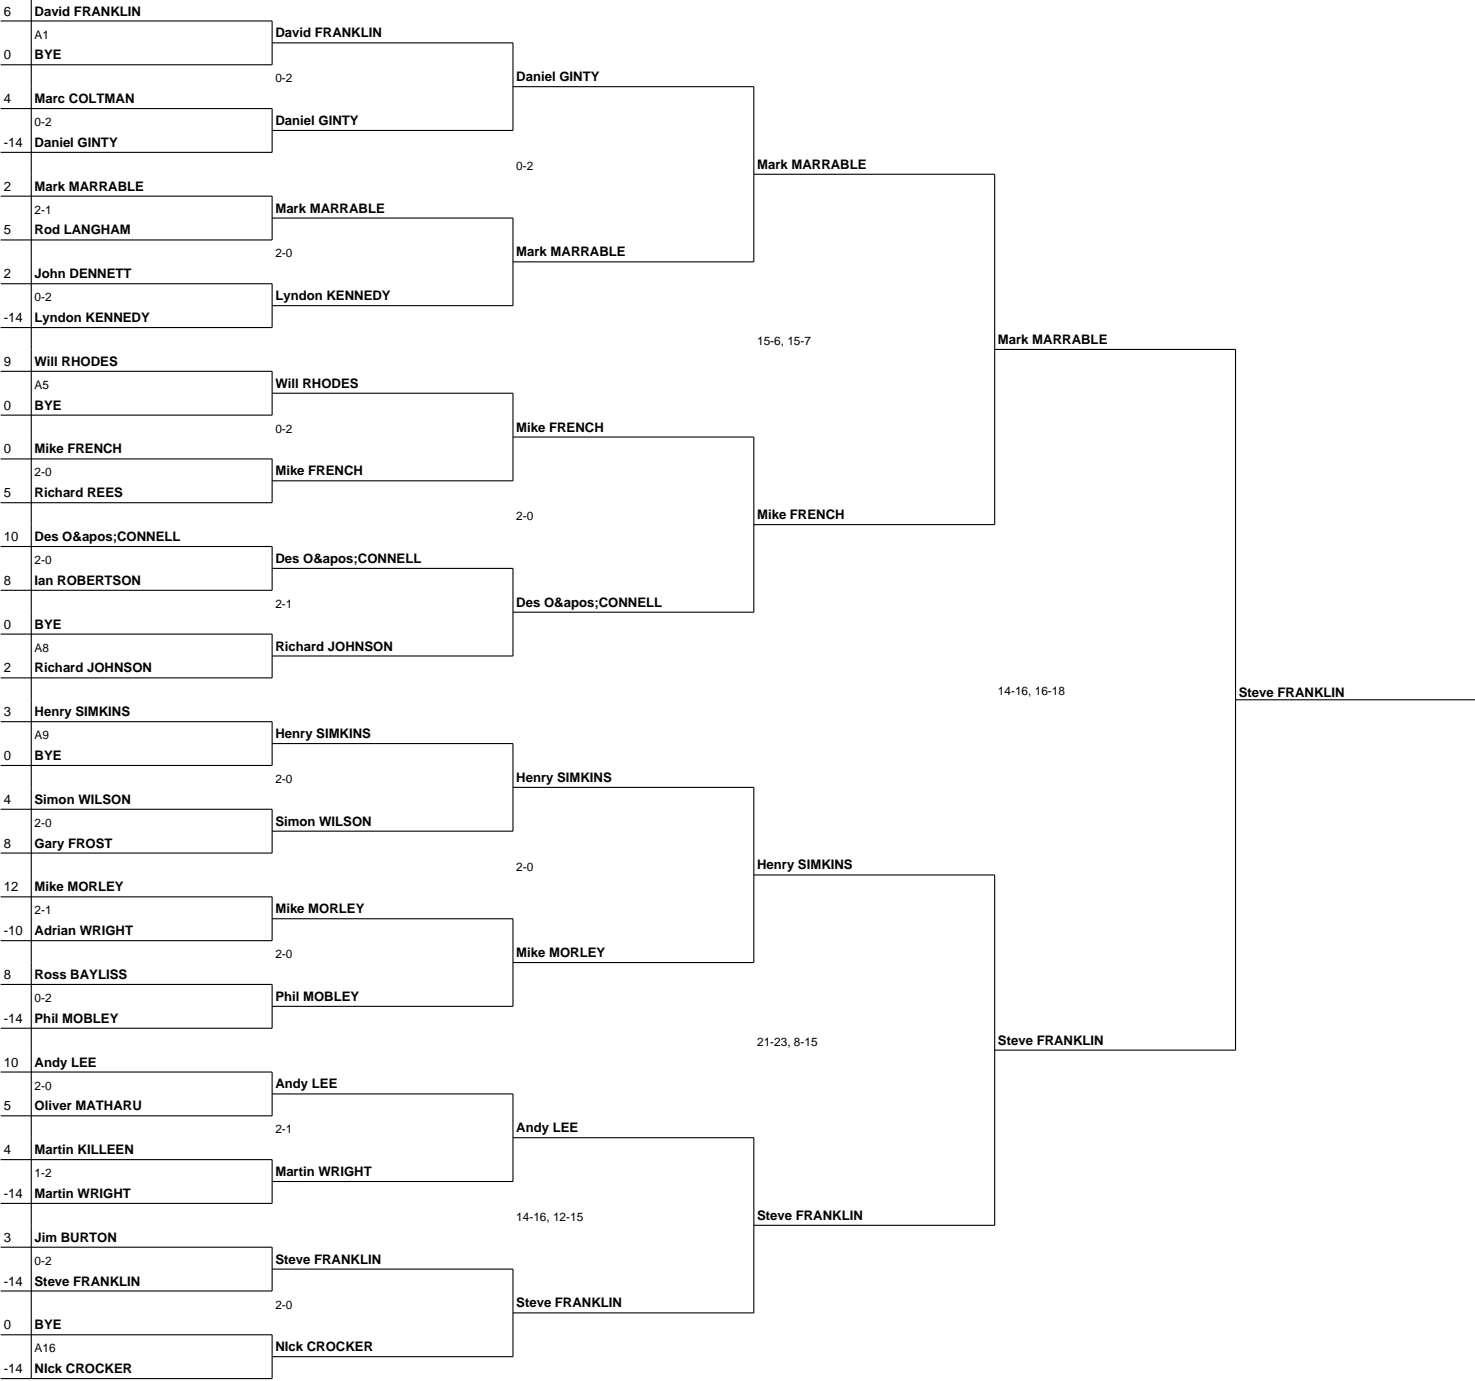 6 David FRANKLIN
A1
0 BYE
4 Marc COLTMAN
0-2
-14 Daniel GINTY
2 Mark MARRABLE
2-1
5 Rod LANGHAM
2 John DENNETT
0-2
-14 Lyndon KENNEDY
9 Will RHODES
A5
0 BYE
0 Mike FRENCH
2-0
5 Richard REES
10 Des O&apos;CONNELL
2-0
8 Ian ROBERTSON
0 BYE
A8
2 Richard JOHNSON
3 Henry SIMKINS
A9
0 BYE
4 Simon WILSON
2-0
8 Gary FROST
12 Mike MORLEY
2-1
-10 Adrian WRIGHT
8 Ross BAYLISS
0-2
-14 Phil MOBLEY
10 Andy LEE
2-0
5 Oliver MATHARU
4 Martin KILLEEN
1-2
-14 Martin WRIGHT
3 Jim BURTON
0-2
-14 Steve FRANKLIN
0 BYE
A16
-14 NIck CROCKER
David FRANKLIN
0-2
Daniel GINTY
Mark MARRABLE
2-0
Lyndon KENNEDY
Will RHODES
0-2
Mike FRENCH
Des O&apos;CONNELL
2-1
Richard JOHNSON
Henry SIMKINS
2-0
Simon WILSON
Mike MORLEY
2-0
Phil MOBLEY
Andy LEE
2-1
Martin WRIGHT
Steve FRANKLIN
2-0
NIck CROCKER
Daniel GINTY
0-2
Mark MARRABLE
Mike FRENCH
2-0
Des O&apos;CONNELL
Henry SIMKINS
2-0
Mike MORLEY
Andy LEE
14-16, 12-15
Steve FRANKLIN
Mark MARRABLE
15-6, 15-7
Mike FRENCH
Henry SIMKINS
21-23, 8-15
Steve FRANKLIN
Mark MARRABLE
14-16, 16-18
Steve FRANKLIN
Steve FRANKLIN